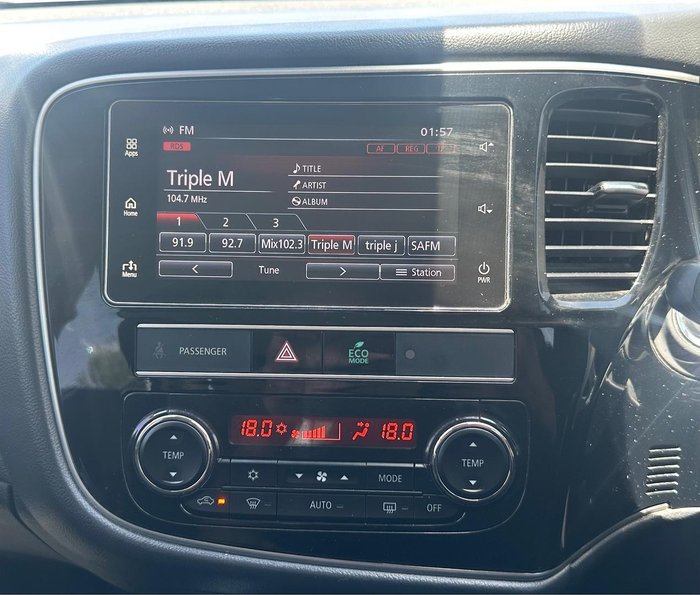 FM 01:57
RDS AF REG TP
Apps
Triple M
104.7 MHz
TITLE
ARTIST
ALBUM
Home
1 2 3
91.9 92.7 Mix102.3 Triple M triple j SAFM
< Tune > Station
Menu
PWR
PASSENGER ECO MODE
18.0 18.0
TEMP TEMP
MODE
AUTO OFF